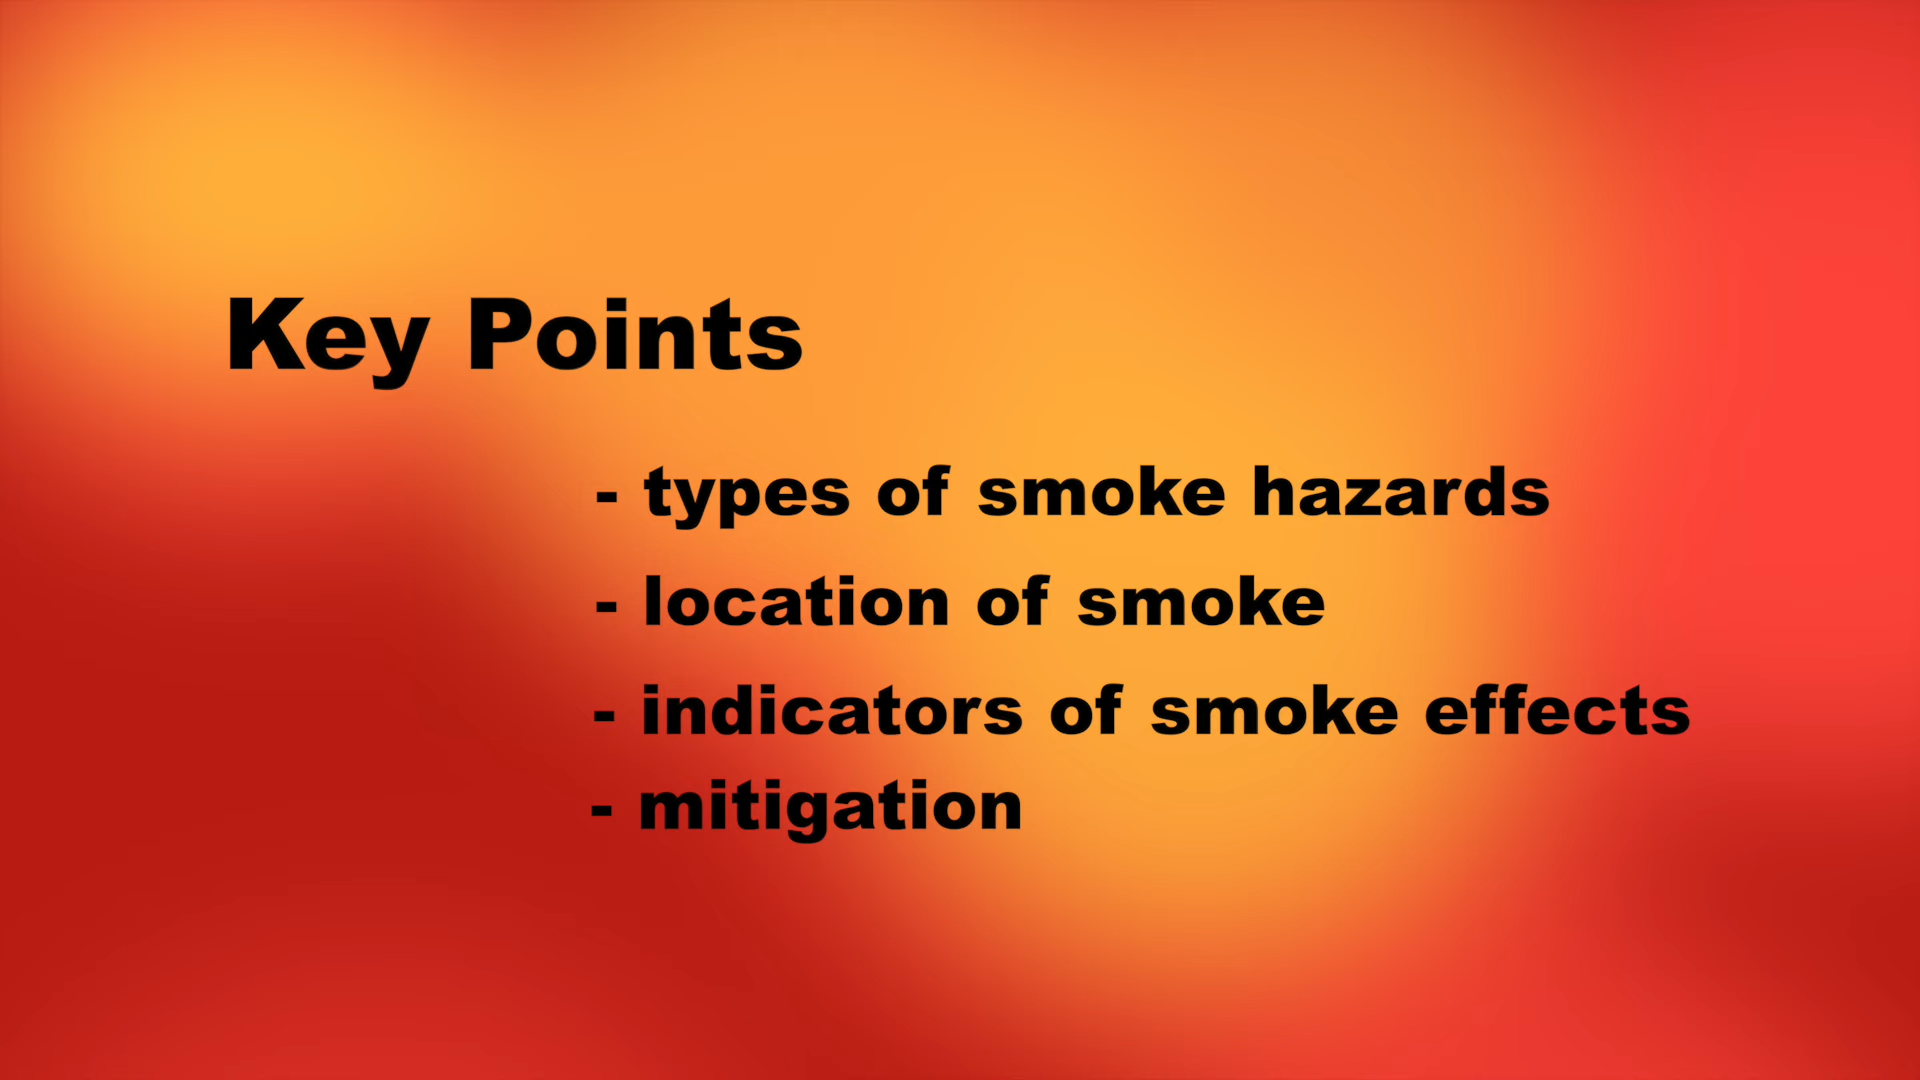 Key Points
- types of smoke hazards
- location of smoke
- indicators of smoke effects
- mitigation